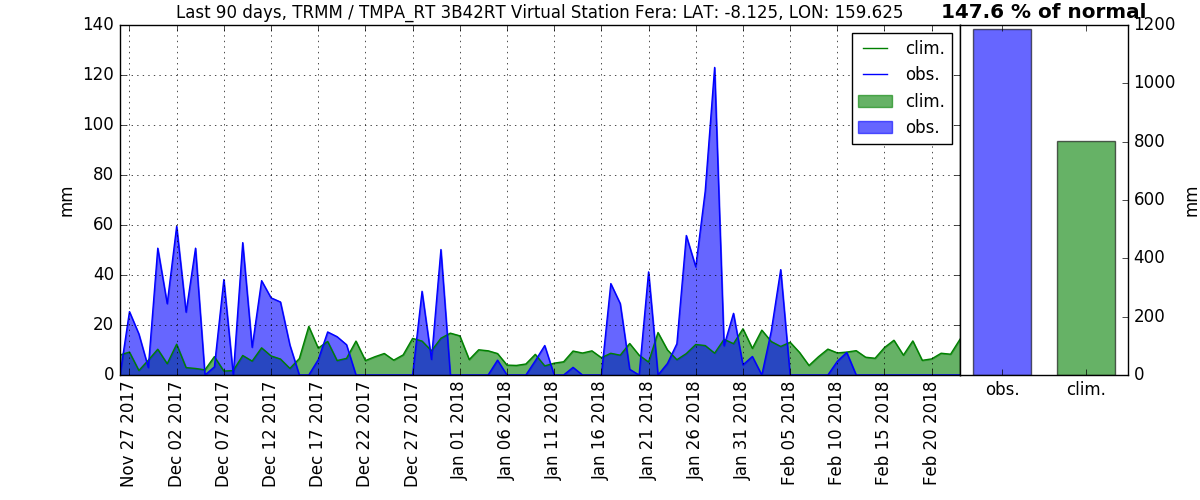 Last 90 days, TRMM / TMPA_RT 3B42RT Virtual Station Fera: LAT: -8.125, LON: 159.625
147.6 % of normal
140
120
100
80
60
40
20
0
mm
clim.
obs.
clim.
obs.
Nov 27 2017
Dec 02 2017
Dec 07 2017
Dec 12 2017
Dec 17 2017
Dec 22 2017
Dec 27 2017
Jan 01 2018
Jan 06 2018
Jan 11 2018
Jan 16 2018
Jan 21 2018
Jan 26 2018
Jan 31 2018
Feb 05 2018
Feb 10 2018
Feb 15 2018
Feb 20 2018
1200
1000
800
600
400
200
0
mm
obs.
clim.